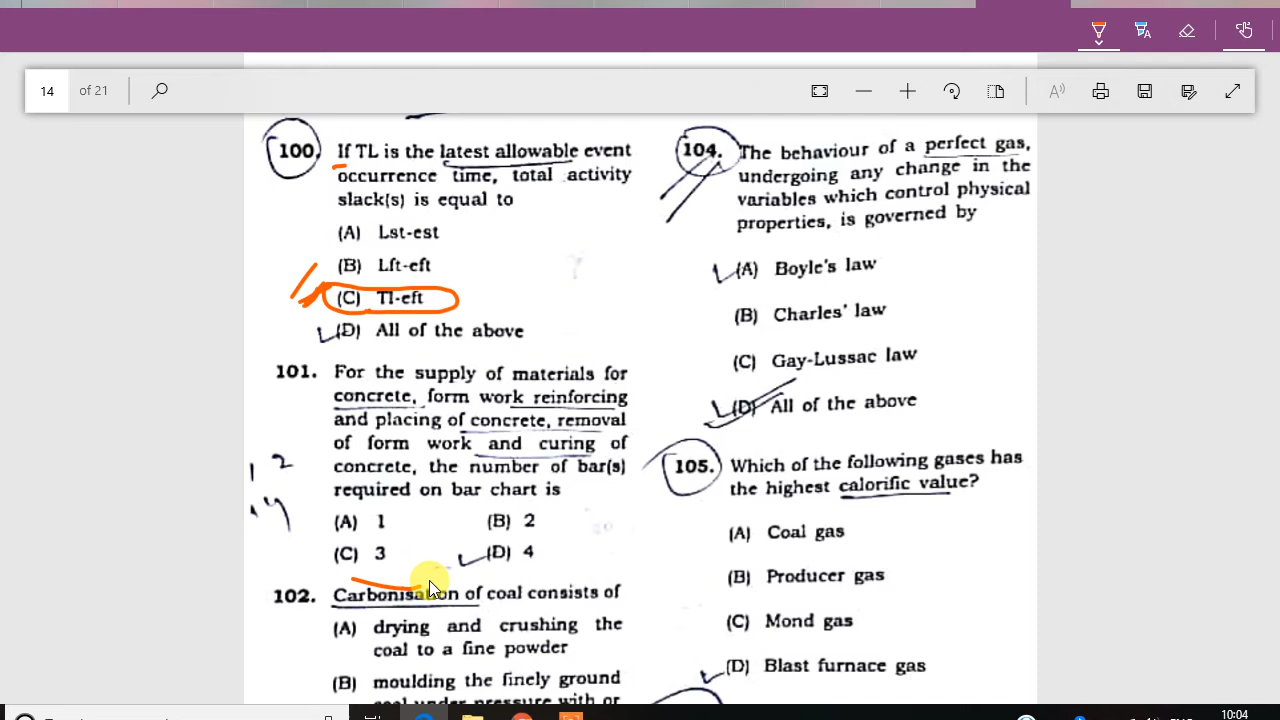 14 of 21
100. If TL is the latest allowable event
occurrence time, total activity
slack(s) is equal to
(A) Lst-est
(B) Lft-eft
(C) Tl-eft
(D) All of the above
101. For the supply of materials for
concrete, form work reinforcing
and placing of concrete, removal
of form work and curing of
concrete, the number of bar(s)
required on bar chart is
(A) 1 (B) 2
(C) 3 (D) 4
102. Carbonisation of coal consists of
(A) drying and crushing the
coal to a fine powder
(B) moulding the finely ground
coal under pressure with or
104. The behaviour of a perfect gas,
undergoing any change in the
variables which control physical
properties, is governed by
(A) Boyle's law
(B) Charles' law
(C) Gay-Lussac law
(D) All of the above
105. Which of the following gases has
the highest calorific value?
(A) Coal gas
(B) Producer gas
(C) Mond gas
(D) Blast furnace gas
10:04